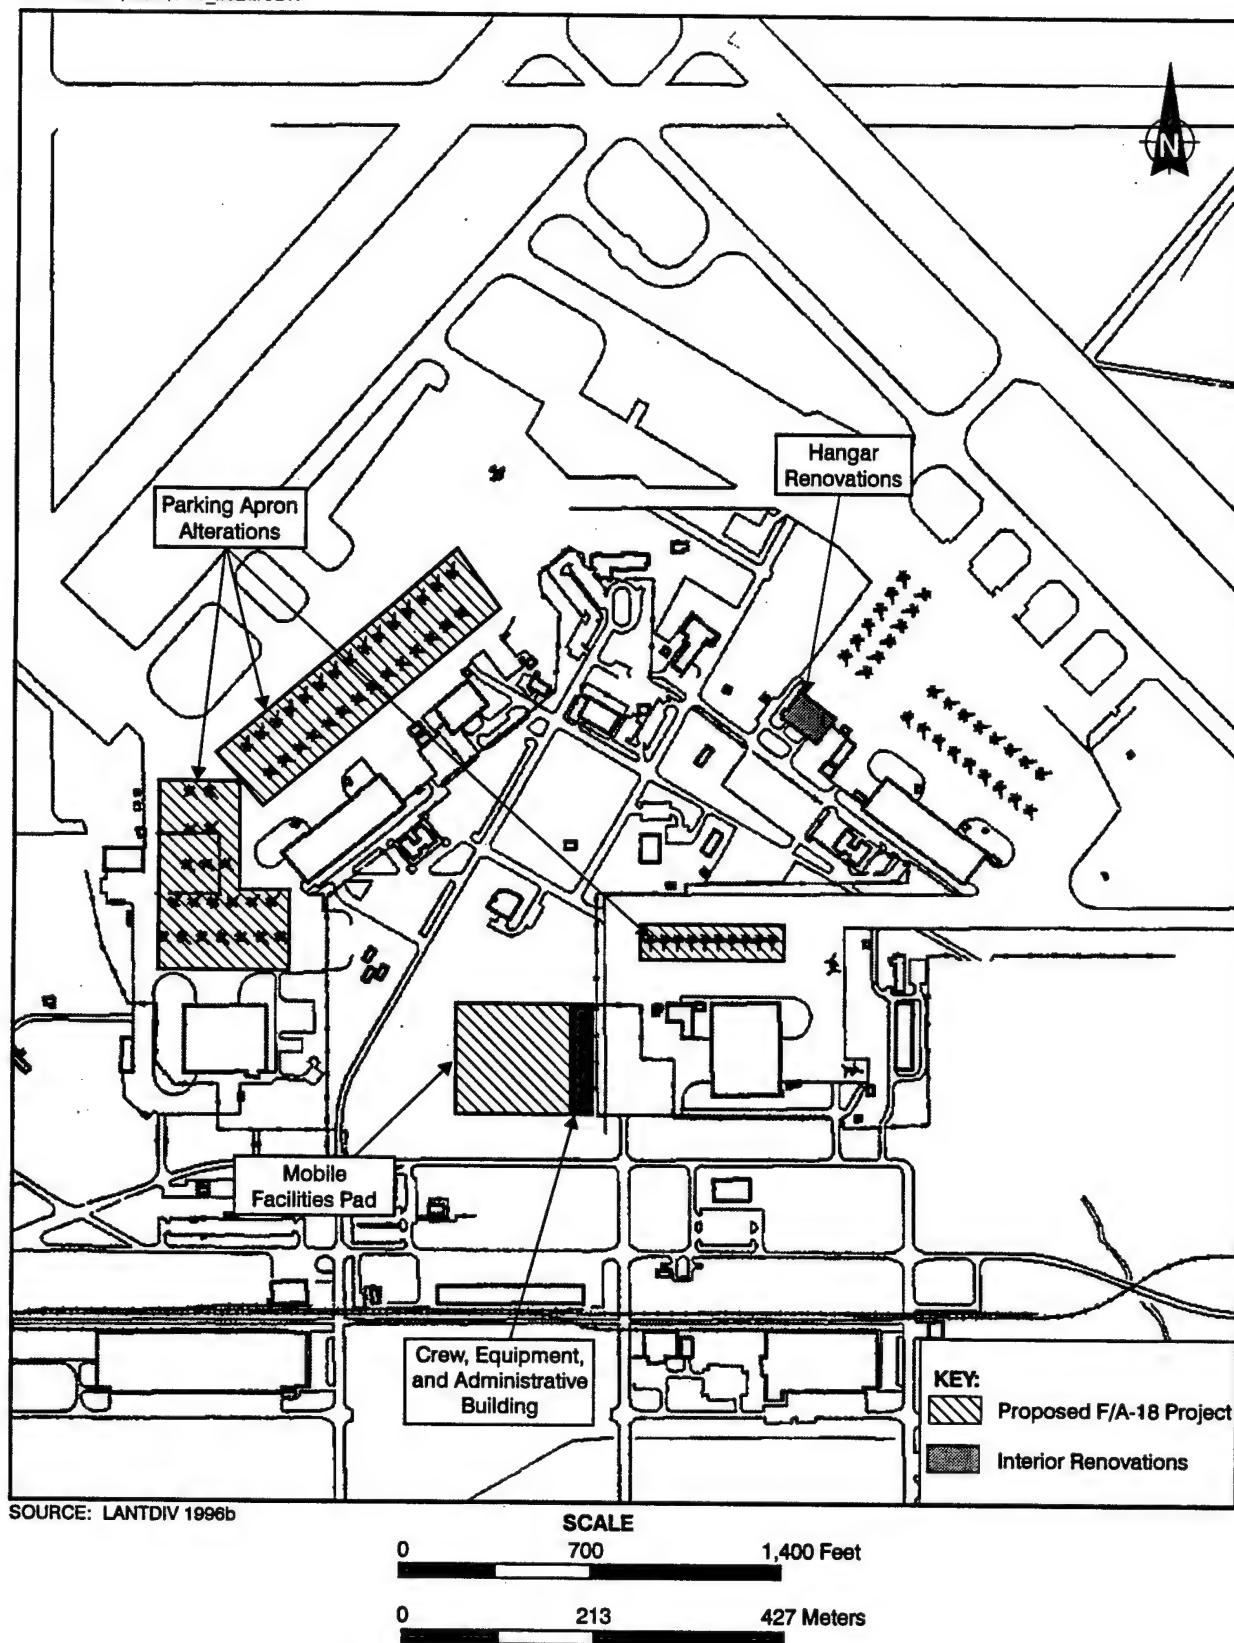 N
Hangar
Renovations
Parking Apron
Alterations
Mobile
Facilities Pad
Crew, Equipment,
and Administrative
Building
KEY:
Proposed F/A-18 Project
Interior Renovations
SOURCE: LANTDIV 1996b
SCALE
0 700 1,400 Feet
0 213 427 Meters